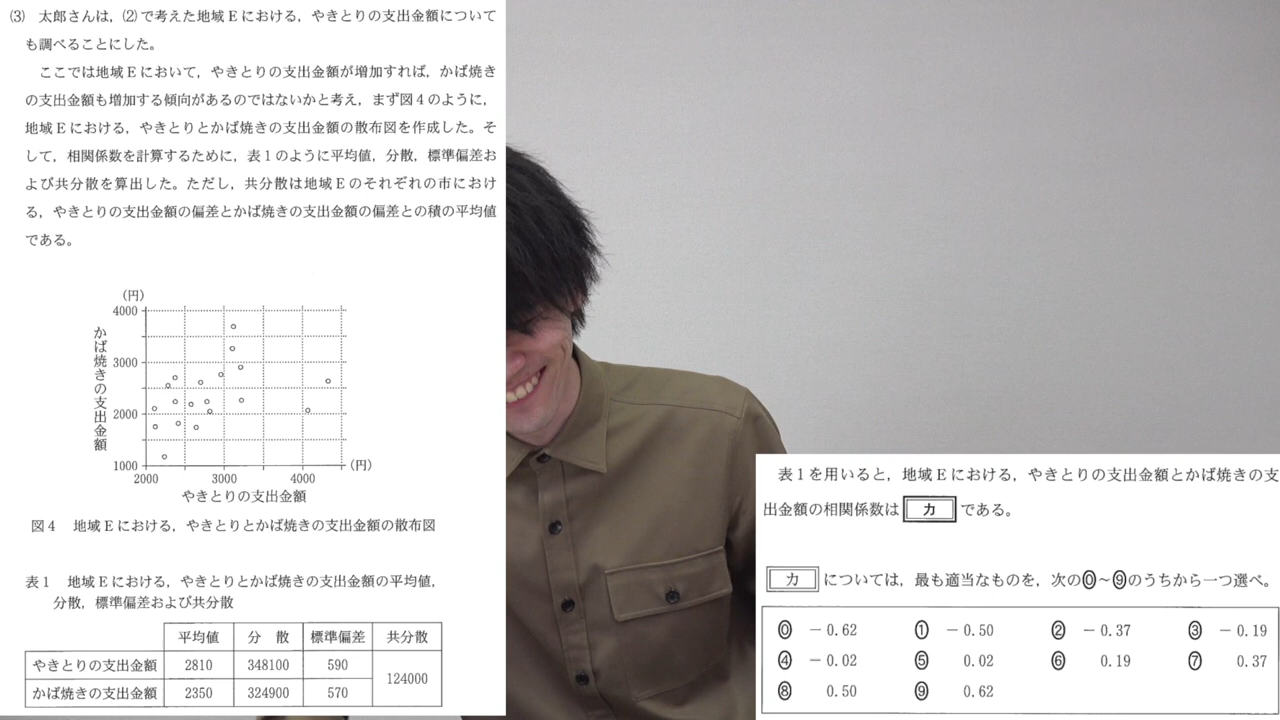 (3) 太郎さんは，(2)で考えた地域Eにおける，やきとりの支出金額について
も調べることにした。
ここでは地域Eにおいて，やきとりの支出金額が増加すれば，かば焼き
の支出金額も増加する傾向があるのではないかと考え，まず図4のように，
地域Eにおける，やきとりとかば焼きの支出金額の散布図を作成した。そ
して，相関係数を計算するために，表1のように平均値，分散，標準偏差お
よび共分散を算出した。ただし，共分散は地域Eのそれぞれの市におけ
る，やきとりの支出金額の偏差とかば焼きの支出金額の偏差との積の平均値
である。
(円)
4000
3000
2000
1000
かば焼きの支出金額
2000 3000 4000 (円)
やきとりの支出金額
図4 地域Eにおける，やきとりとかば焼きの支出金額の散布図
表1 地域Eにおける，やきとりとかば焼きの支出金額の平均値，
分散，標準偏差および共分散
平均値 分 散 標準偏差 共分散
やきとりの支出金額 2810 348100 590 124000
かば焼きの支出金額 2350 324900 570
表1を用いると，地域Eにおける，やきとりの支出金額とかば焼きの支
出金額の相関係数は カ である。
カ については，最も適当なものを，次の⓪～⑨のうちから一つ選べ。
⓪ －0.62 ① －0.50 ② －0.37 ③ －0.19
④ －0.02 ⑤ 0.02 ⑥ 0.19 ⑦ 0.37
⑧ 0.50 ⑨ 0.62